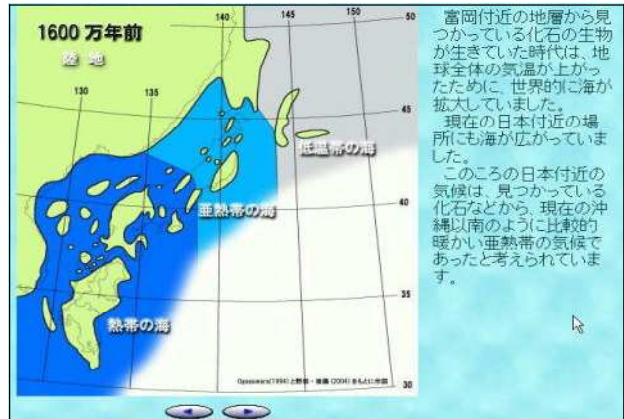 1600 万年前
陸 地
130
135
140
145
150
50
45
低温帯の海
亜熱帯の海
40
35
熱帯の海
30
富岡付近の地層から見
つかっている化石の生物
が生きていた時代は、地
球全体の気温が上がっ
たために、世界的に海が
拡大していました。
現在の日本付近の場
所にも海が広がっていま
した。
このころの日本付近の
気候は、見つかっている
化石などから、現在の沖
縄以南のように比較的
暖かい亜熱帯の気候で
あったと考えられていま
す。